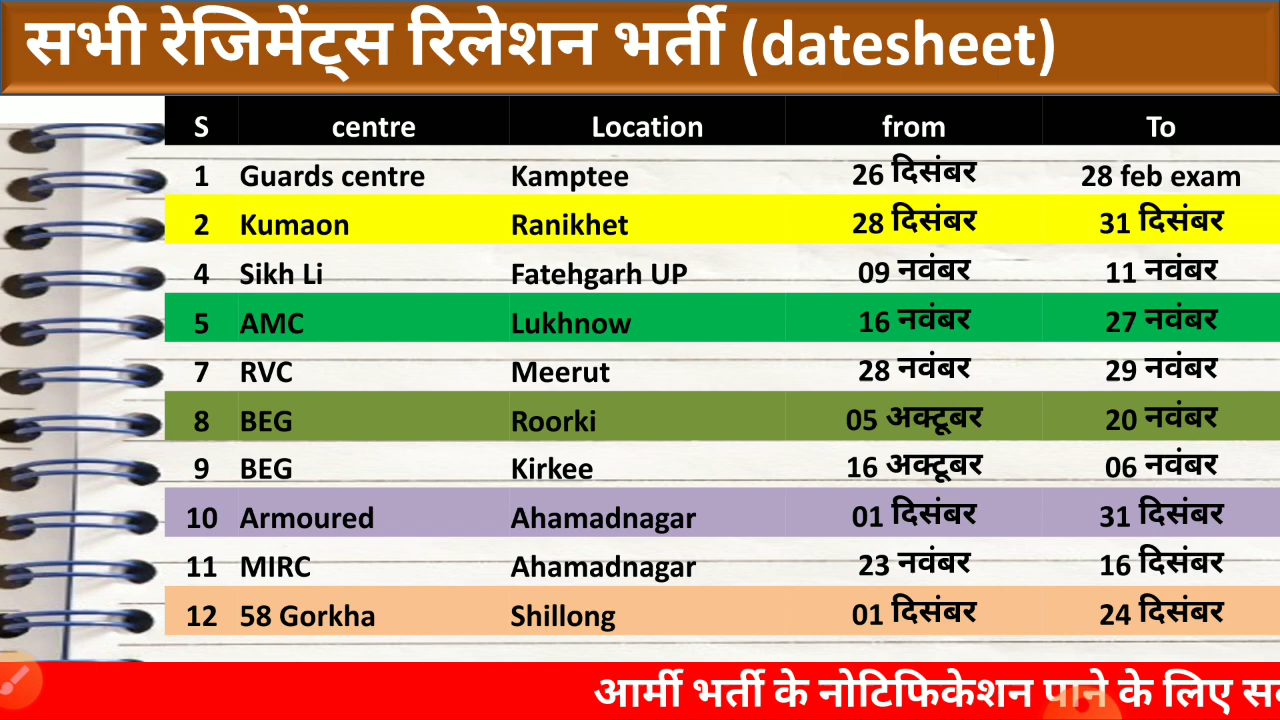 सभी रेजिमेंट्स रिलेशन भर्ती (datesheet)
S centre Location from To
1 Guards centre Kamptee 26 दिसंबर 28 feb exam
2 Kumaon Ranikhet 28 दिसंबर 31 दिसंबर
4 Sikh Li Fatehgarh UP 09 नवंबर 11 नवंबर
5 AMC Lukhnow 16 नवंबर 27 नवंबर
7 RVC Meerut 28 नवंबर 29 नवंबर
8 BEG Roorki 05 अक्टूबर 20 नवंबर
9 BEG Kirkee 16 अक्टूबर 06 नवंबर
10 Armoured Ahamadnagar 01 दिसंबर 31 दिसंबर
11 MIRC Ahamadnagar 23 नवंबर 16 दिसंबर
12 58 Gorkha Shillong 01 दिसंबर 24 दिसंबर
आर्मी भर्ती के नोटिफिकेशन पाने के लिए